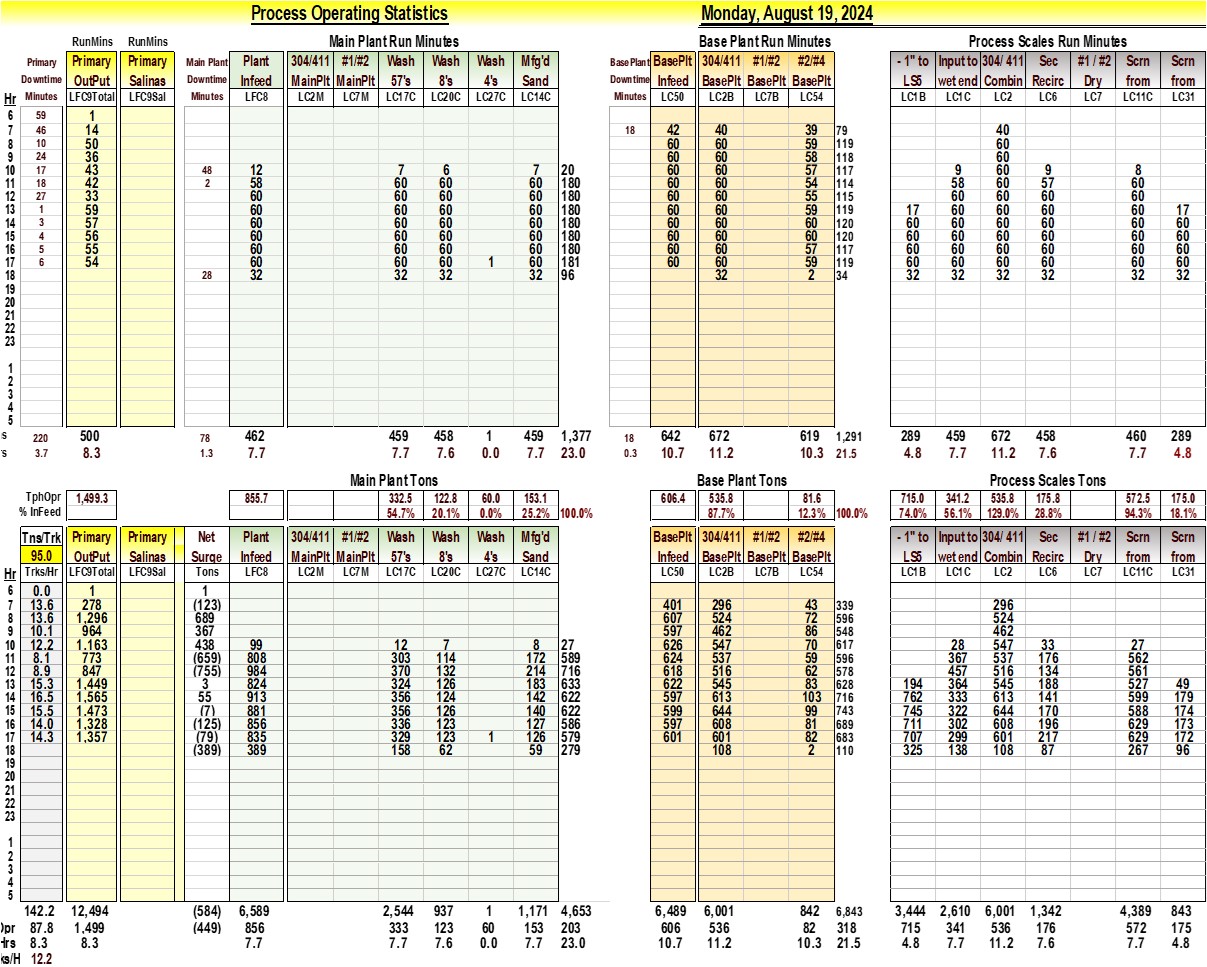 Process Operating Statistics Monday, August 19, 2024
RunMins RunMins Main Plant Run Minutes Base Plant Run Minutes Process Scales Run Minutes
Primary Primary Primary Main Plant Plant 304/411 #1/#2 Wash Wash Wash Mfg'd BasePlant BasePlt 304/411 #1/#2 #2/#4 - 1" to Input to 304/ 411 Sec #1 / #2 Scrn Scrn
Downtime OutPut Salinas Downtime Infeed MainPlt MainPlt 57's 8's 4's Sand Downtime Infeed BasePlt BasePlt BasePlt LS5 wet end Combin Recirc Dry from from
Hr Minutes LFC9Total LFC9Sal Minutes LFC8 LC2M LC7M LC17C LC20C LC27C LC14C Minutes LC50 LC2B LC7B LC54 LC1B LC1C LC2 LC6 LC7 LC11C LC31
6 59 1
7 46 14 18 42 40 39 79 40
8 10 50 60 60 59 119 60
9 24 36 60 60 58 118 60
10 17 43 48 12 7 6 7 20 60 60 57 117 9 60 9 8
11 18 42 2 58 60 60 60 180 60 60 54 114 58 60 57 60
12 27 33 60 60 60 60 180 60 60 55 115 60 60 60 60
13 1 59 60 60 60 60 180 60 60 59 119 17 60 60 60 60 17
14 3 57 60 60 60 60 180 60 60 60 120 60 60 60 60 60 60
15 4 56 60 60 60 60 180 60 60 60 120 60 60 60 60 60 60
16 5 55 60 60 60 60 180 60 60 57 117 60 60 60 60 60 60
17 6 54 60 60 60 1 60 181 60 60 59 119 60 60 60 60 60 60
18 28 32 32 32 32 96 32 2 34 32 32 32 32 32 32
19
20
21
22
23
1
2
3
4
5
s 220 500 78 462 459 458 1 459 1,377 18 642 672 619 1,291 289 459 672 458 460 289
s 3.7 8.3 1.3 7.7 7.7 7.6 0.0 7.7 23.0 0.3 10.7 11.2 10.3 21.5 4.8 7.7 11.2 7.6 7.7 4.8
Main Plant Tons Base Plant Tons Process Scales Tons
TphOpr 1,499.3 855.7 332.5 122.8 60.0 153.1 606.4 535.8 81.6 715.0 341.2 535.8 175.8 572.5 175.0
% InFeed 54.7% 20.1% 0.0% 25.2% 100.0% 87.7% 12.3% 100.0% 74.0% 56.1% 129.0% 28.8% 94.3% 18.1%
Tns/Trk Primary Primary Net Plant 304/411 #1/#2 Wash Wash Wash Mfg'd BasePlt 304/411 #1/#2 #2/#4 - 1" to Input to 304/ 411 Sec #1 / #2 Scrn Scrn
95.0 OutPut Salinas Surge Infeed MainPlt MainPlt 57's 8's 4's Sand Infeed BasePlt BasePlt BasePlt LS5 wet end Combin Recirc Dry from from
Hr Trks/Hr LFC9Total LFC9Sal Tons LFC8 LC2M LC7M LC17C LC20C LC27C LC14C LC50 LC2B LC7B LC54 LC1B LC1C LC2 LC6 LC7 LC11C LC31
6 0.0 1 1
7 13.6 278 (123) 401 296 43 339 296
8 13.6 1,296 689 607 524 72 596 524
9 10.1 964 367 597 462 86 548 462
10 12.2 1,163 438 99 12 7 8 27 626 547 70 617 28 547 33 27
11 8.1 773 (659) 808 303 114 172 589 624 537 59 596 367 537 176 562
12 8.9 847 (755) 984 370 132 214 716 618 516 62 578 457 516 134 561
13 15.3 1,449 3 824 324 126 183 633 622 545 83 628 194 364 545 188 527 49
14 16.5 1,565 55 913 356 124 142 622 597 613 103 716 762 333 613 141 599 179
15 15.5 1,473 (7) 881 356 126 140 622 599 644 99 743 745 322 644 170 588 174
16 14.0 1,328 (125) 856 336 123 127 586 597 608 81 689 711 302 608 196 629 173
17 14.3 1,357 (79) 835 329 123 1 126 579 601 601 82 683 707 299 601 217 629 172
18 (389) 389 158 62 59 279 108 2 110 325 138 108 87 267 96
19
20
21
22
23
1
2
3
4
5
142.2 12,494 (584) 6,589 2,544 937 1 1,171 4,653 6,489 6,001 842 6,843 3,444 2,610 6,001 1,342 4,389 843
Opr 87.8 1,499 (449) 856 333 123 60 153 203 606 536 82 318 715 341 536 176 572 175
Hrs 8.3 8.3 7.7 7.7 7.6 0.0 7.7 23.0 10.7 11.2 10.3 21.5 4.8 7.7 11.2 7.6 7.7 4.8
ks/H 12.2